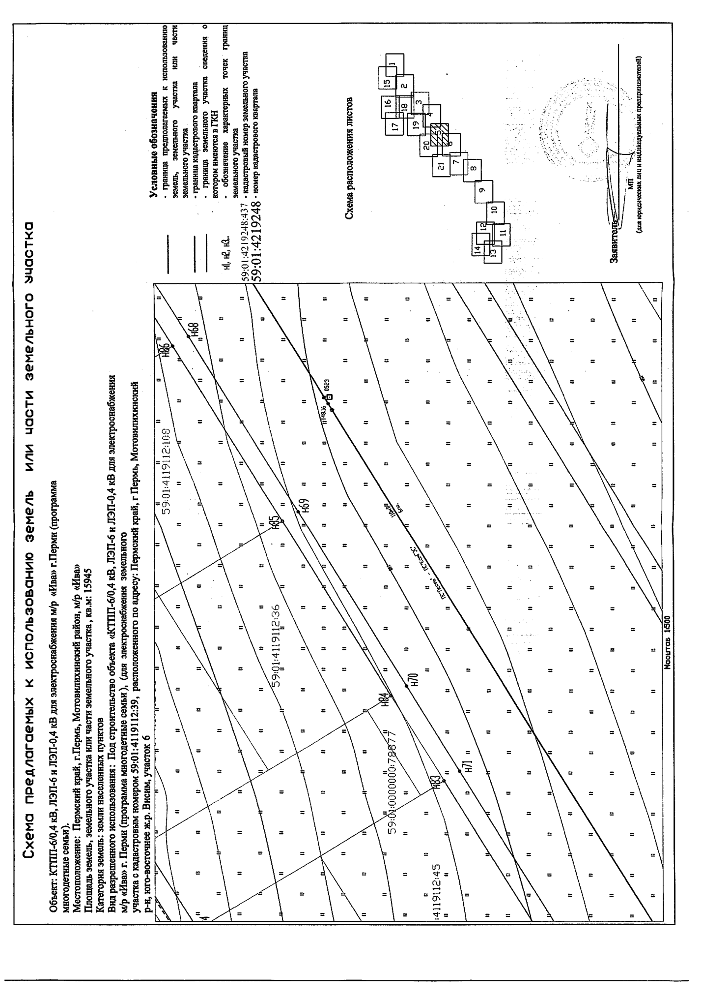 Схема предлагаемых к использованию земель или части земельного участка
Объект: КТПП-6/0,4 кВ, ЛЭП-6 и ЛЭП-0,4 кВ для электроснабжения м/р «Ива» г.Перми (программа
многодетные семьи).
Местоположение: Пермский край, г.Пермь, Мотовилихинский район, м/р «Ива»
Площадь земель, земельного участка или части земельного участка, кв.м: 15945
Категория земель: земли населенных пунктов
Вид разрешенного использования: Под строительство объекта «КТПП-6/0,4 кВ, ЛЭП-6 и ЛЭП-0,4 кВ для электроснабжения
м/р «Ива» г. Перми (программа многодетные семьи), (для электроснабжения земельного
участка с кадастровым номером 59:01:4119112:39, расположенного по адресу: Пермский край, г Пермь, Мотовилихинский
р-н, юго-восточнее ж.р. Висим, участок 6
Условные обозначения
- граница предполагаемых к использованию
земель, земельного участка или части
земельного участка
- граница кадастрового квартала
- граница земельного участка сведения о
котором имеются в ГКН
н1, н2, н3... - обозначение характерных точек границ
земельного участка
59:01:4219248:437 - кадастровый номер земельного участка
59:01:4219248 - номер кадастрового квартала
н86
н68
59:01:4119112:108
0523
148.16
н85
н69
59:01:4119112:36
110кВ
6пр.
ПС"Пермь" - ПС"КамГЭС"
н84
н70
59:01:0000000:78877
н83
н71
:4119112:45
4
Масштаб 1:500
Схема расположения листов
1
15
2
16
18
3
17
19
4
5
20
6
21
7
8
9
10
12
11
14
13
Заявитель
МП
(для юридических лиц и индивидуальных предпринимателей)